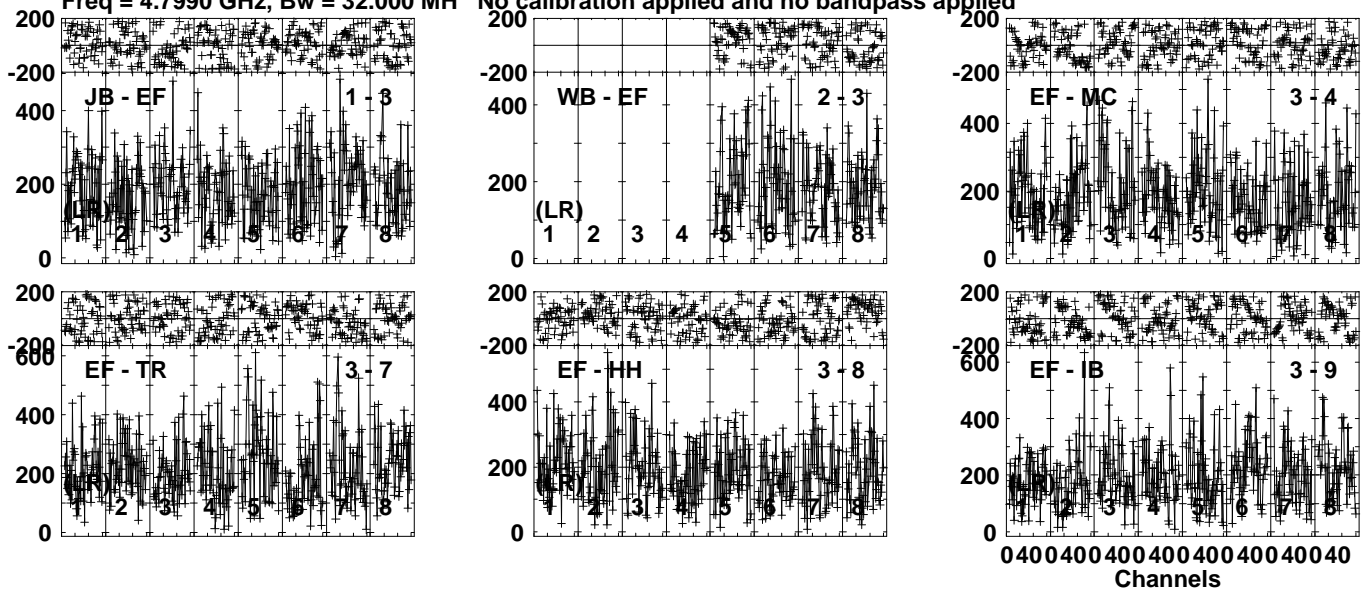 Freq = 4.7990 GHz, Bw = 32.000 MH No calibration applied and no bandpass applied
200
-200
JB - EF 1 - 3
400
200
0
(LR)
1 2 3 4 5 6 7 8
200
-200
WB - EF 2 - 3
400
200
0
(LR)
1 2 3 4 5 6 7 8
200
-200
EF - MC 3 - 4
400
200
0
(LR)
1 2 3 4 5 6 7 8
200
-200
EF - TR 3 - 7
600
400
200
0
(LR)
1 2 3 4 5 6 7 8
200
-200
EF - HH 3 - 8
400
200
0
(LR)
1 2 3 4 5 6 7 8
200
-200
EF - IB 3 - 9
600
400
200
0
(LR)
1 2 3 4 5 6 7 8
0 40 0 40 0 40 0 40 0 40 0 40 0 40 0 40
Channels